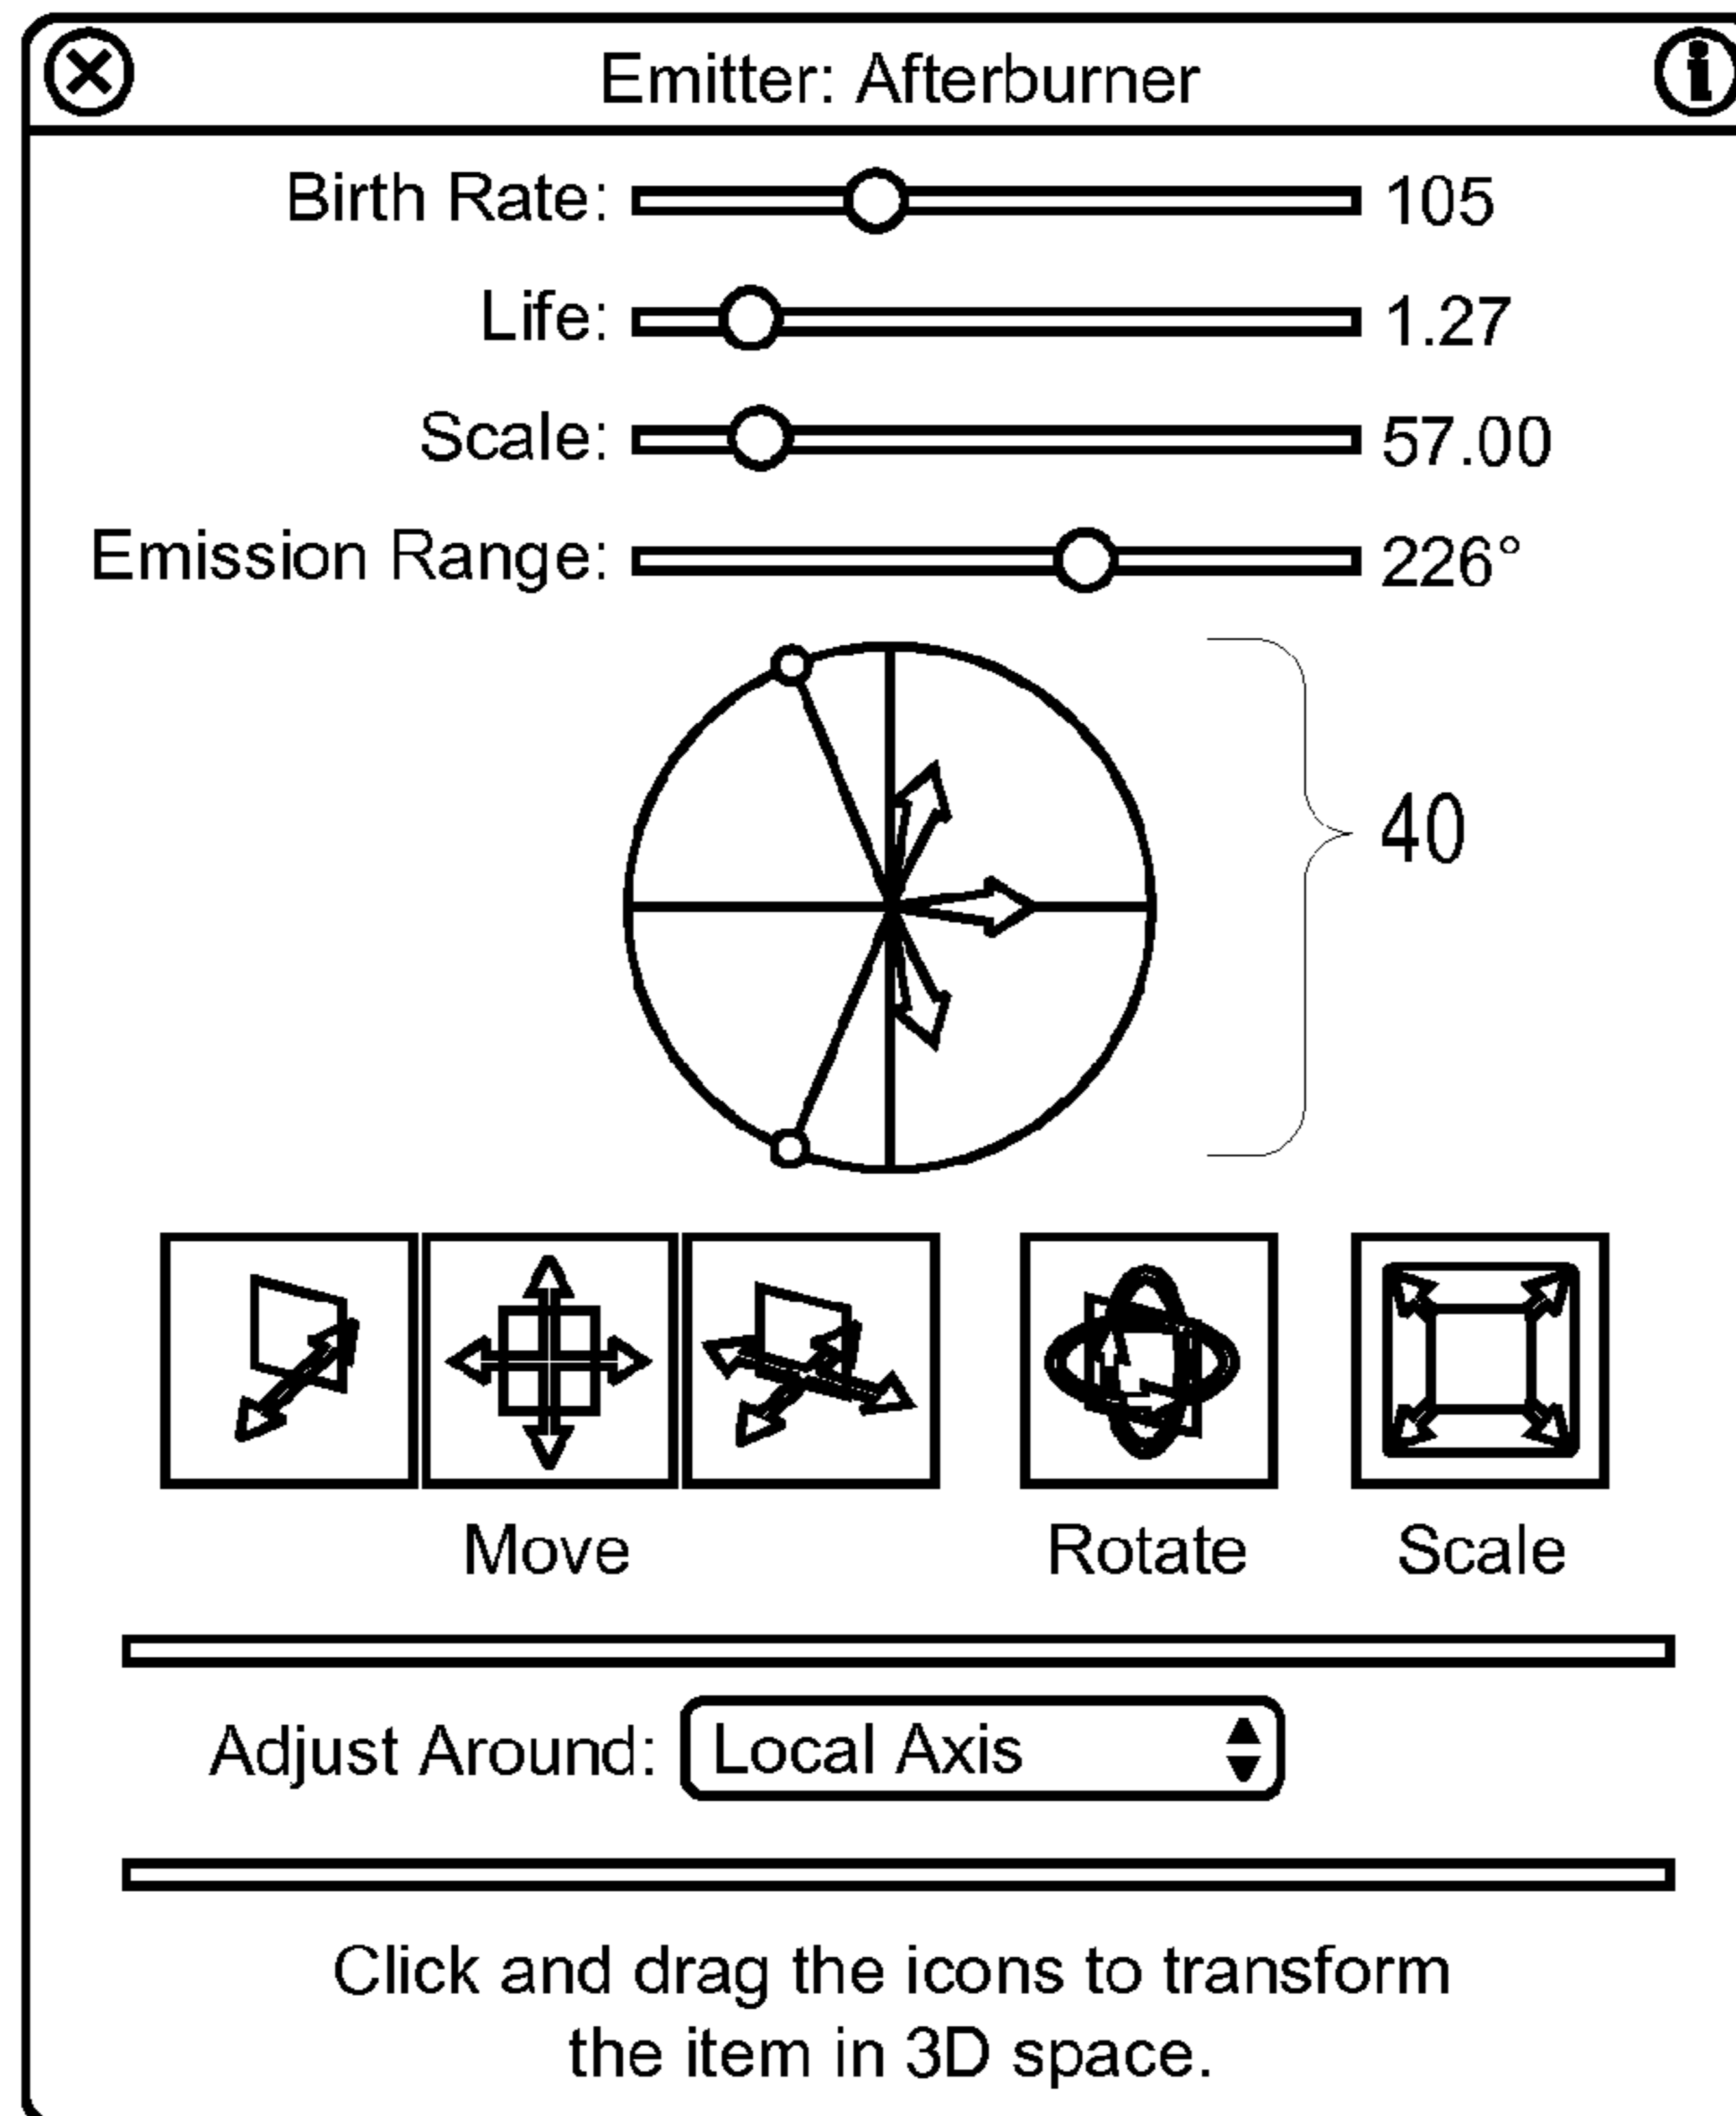 Emitter: Afterburner
Birth Rate: 105
Life: 1.27
Scale: 57.00
Emission Range: 226°
40
Move Rotate Scale
Adjust Around: Local Axis
Click and drag the icons to transform
the item in 3D space.